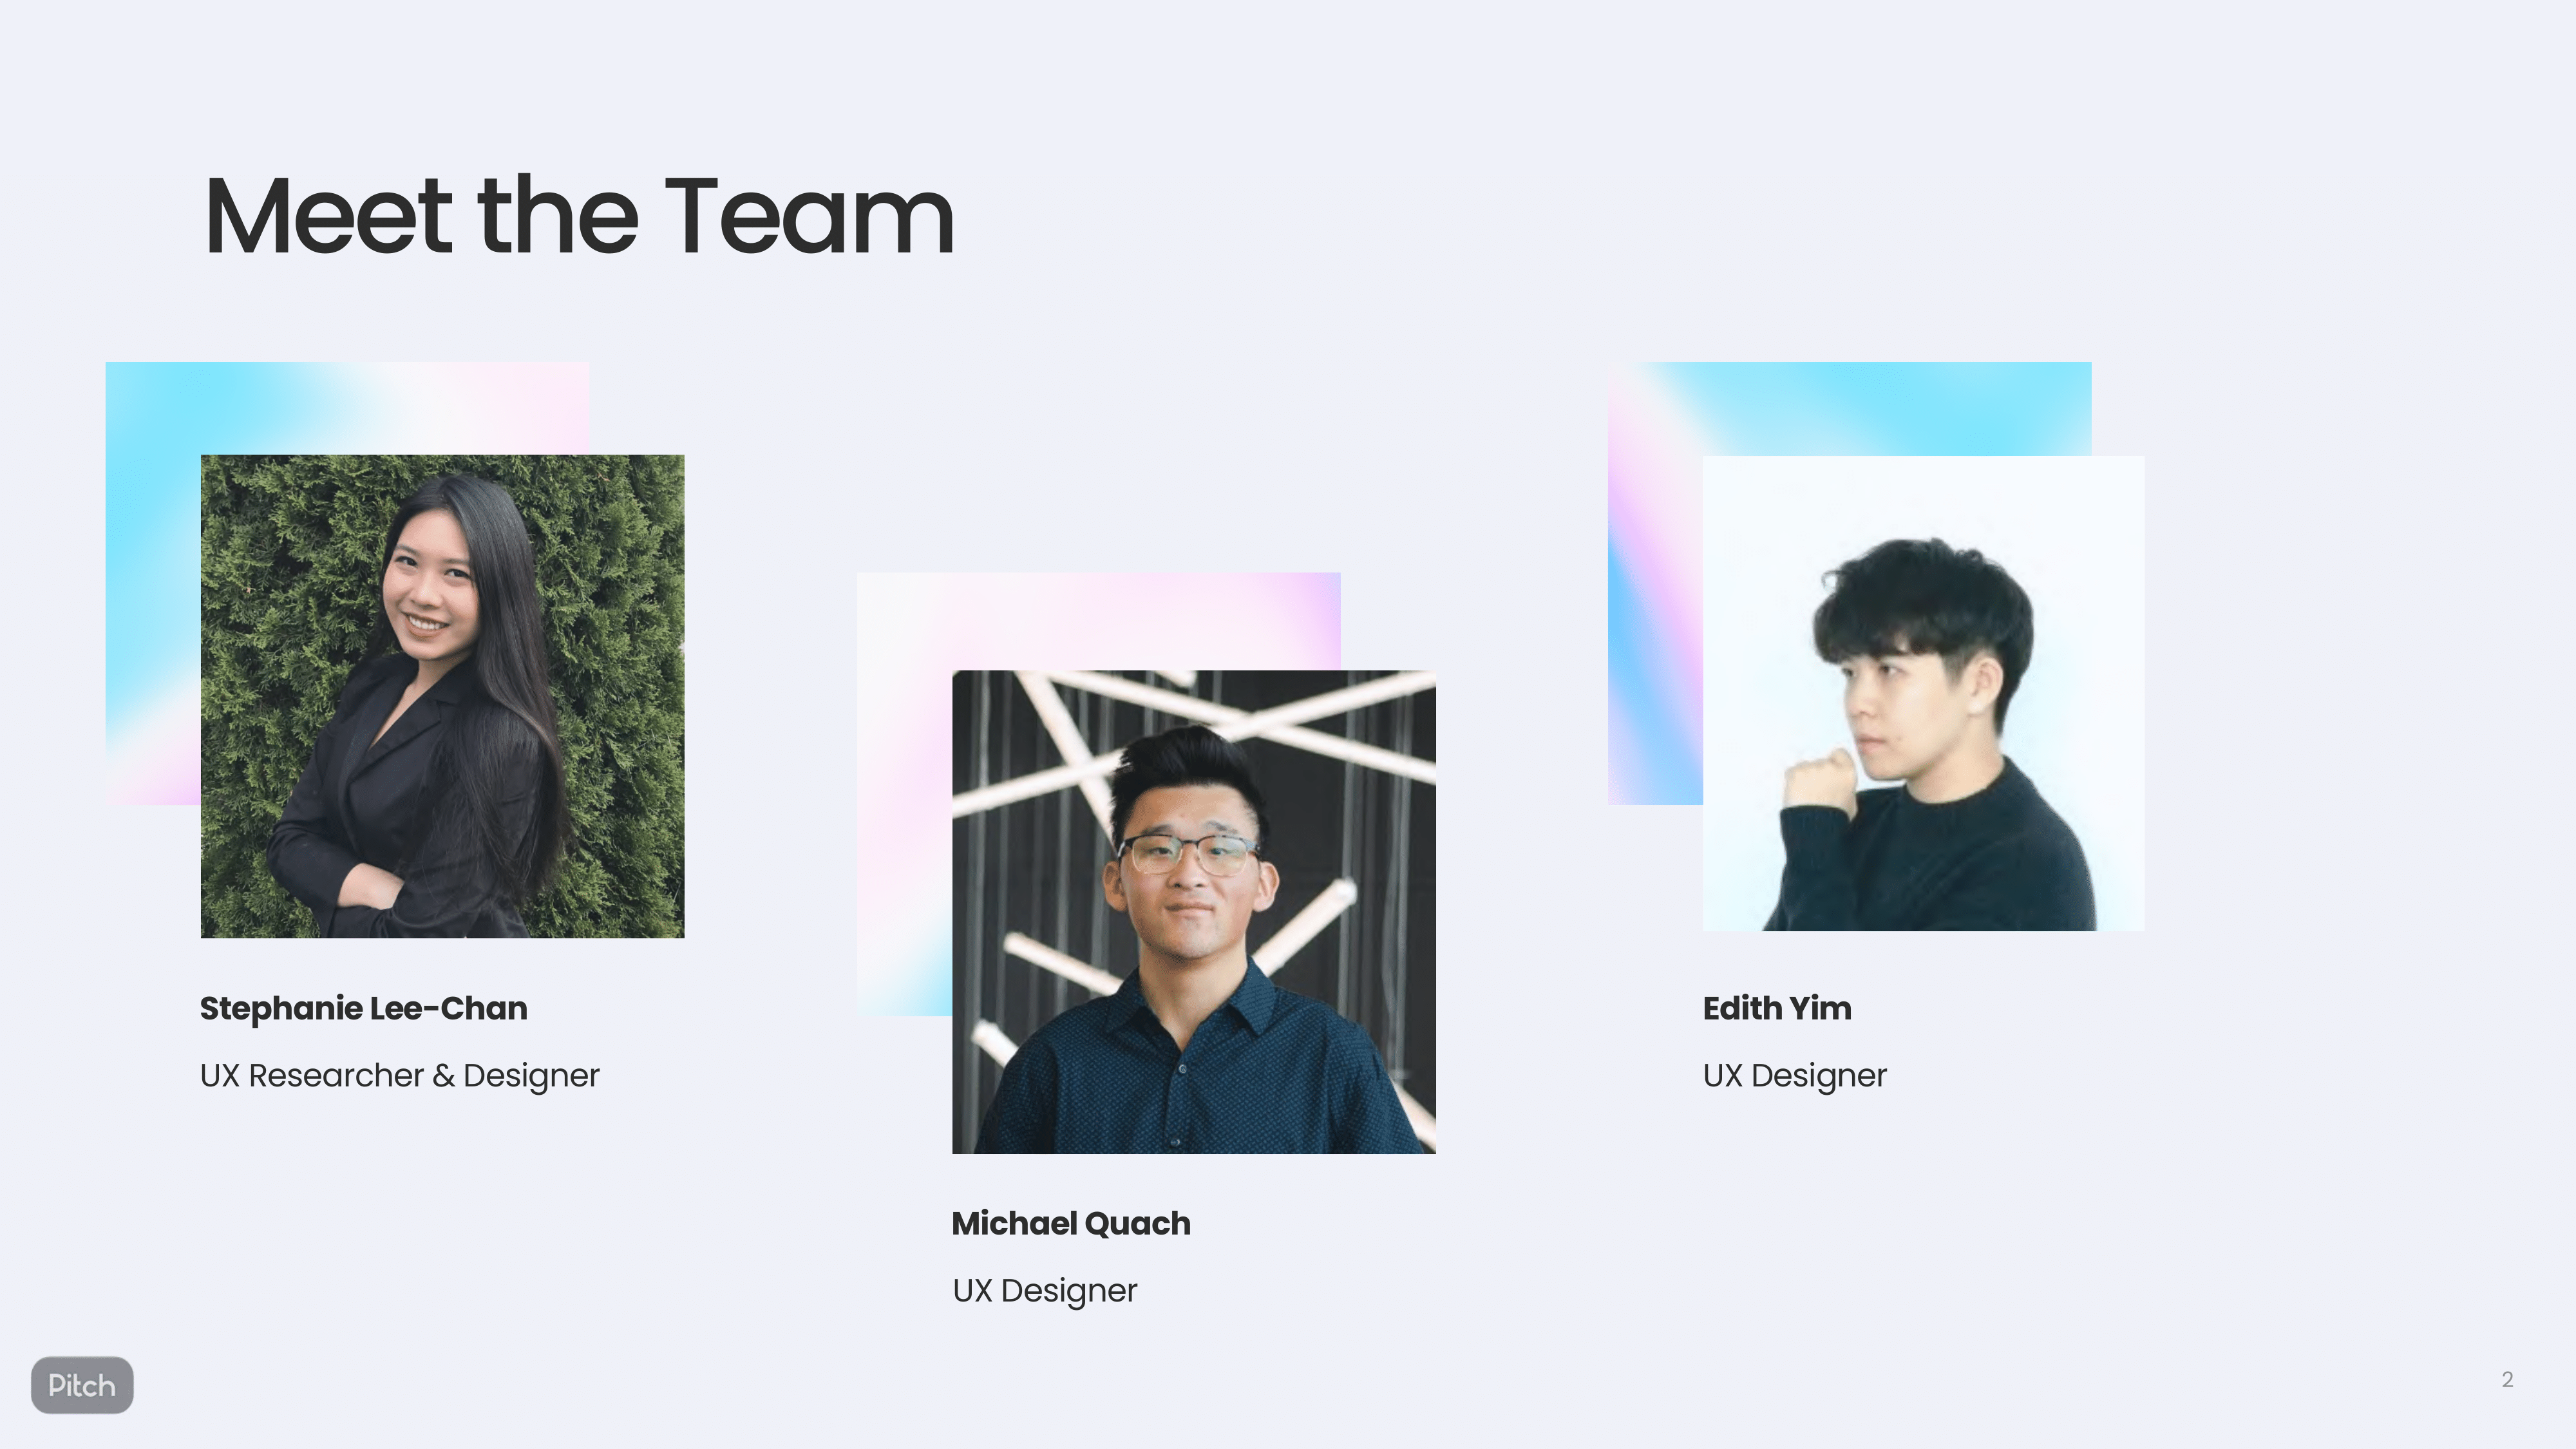 Meet the Team
Stephanie Lee-Chan
UX Researcher & Designer
Michael Quach
UX Designer
Edith Yim
UX Designer
Pitch
2